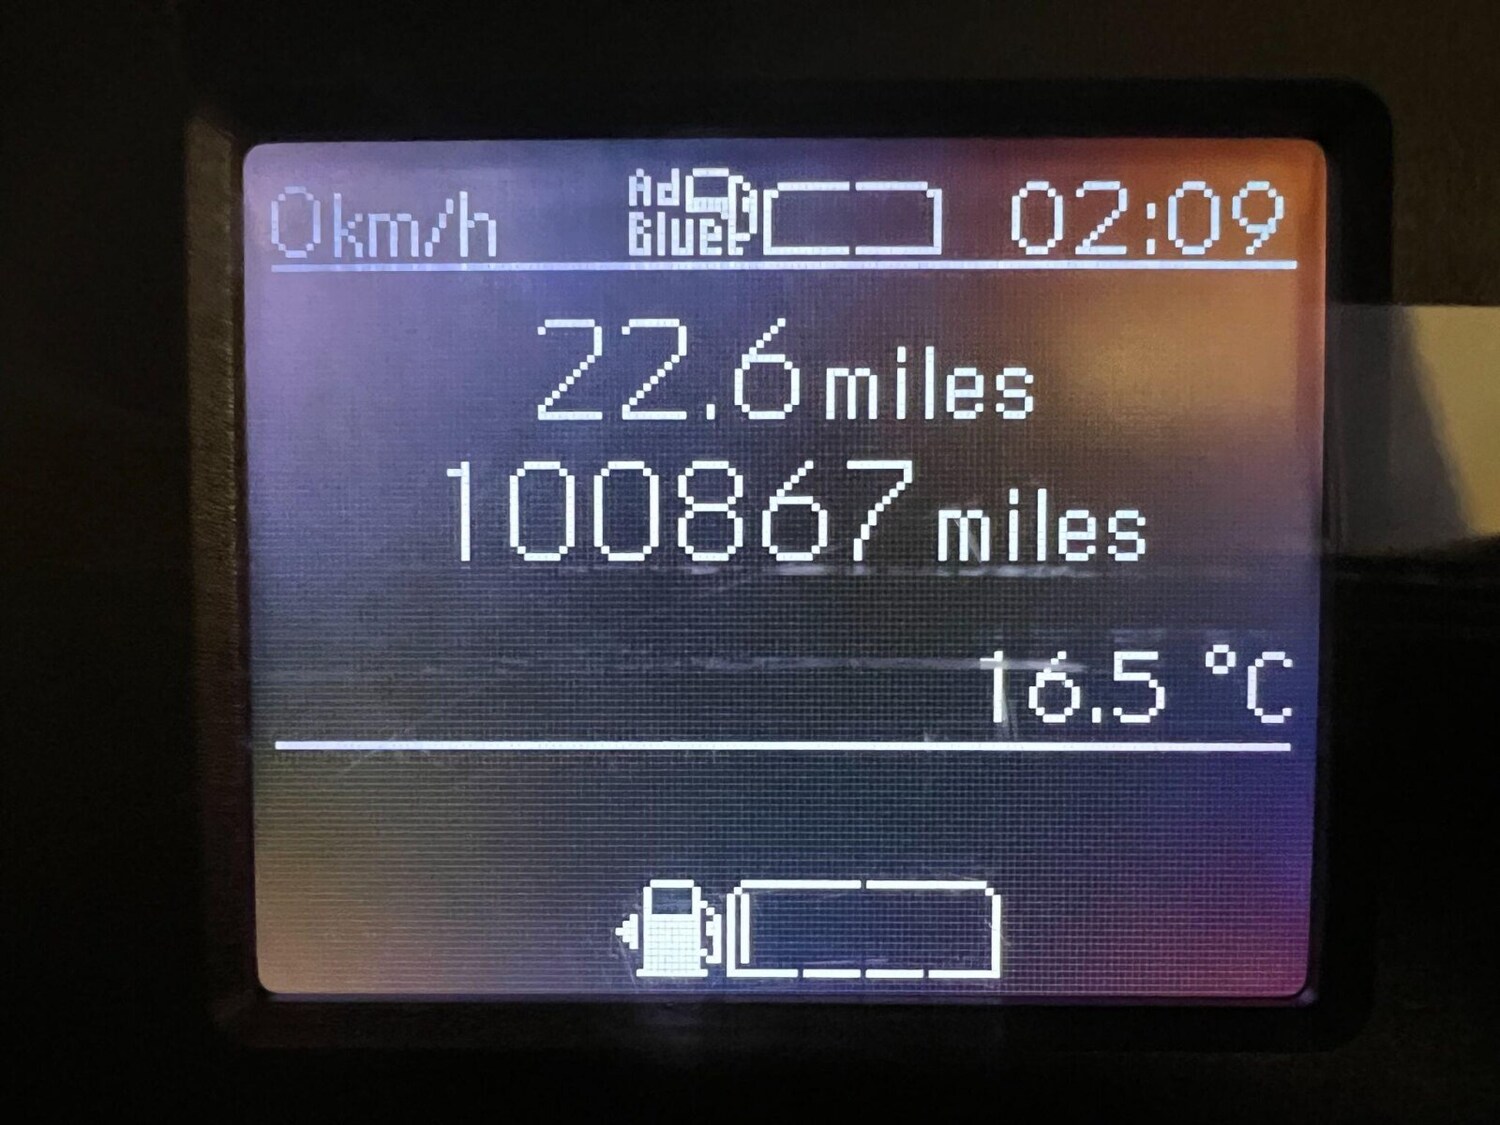 0km/h Ad Blue 02:09
22.6 miles
100867 miles
16.5 °C